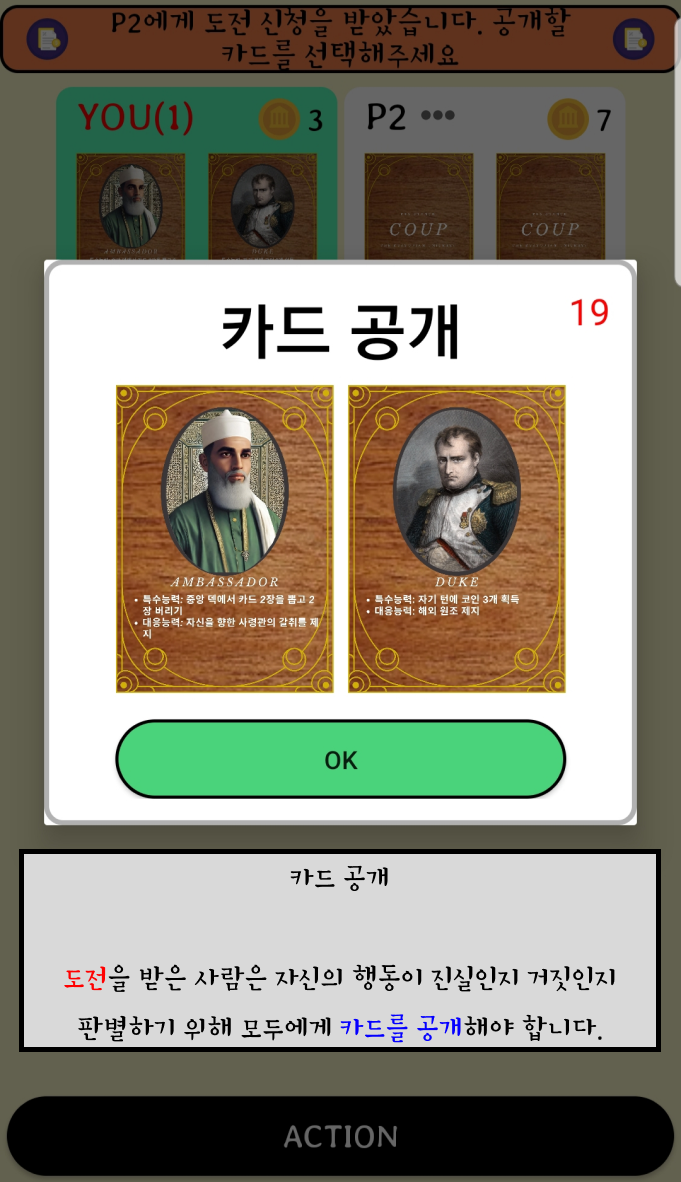 P2에게 도전 신청을 받았습니다. 공개할
카드를 선택해주세요
YOU(1)
3
P2
7
AMBASSADOR
DUKE
COUP
COUP
카드 공개
19
AMBASSADOR
• 특수능력: 중앙 덱에서 카드 2장을 뽑고 2
장 버리기
• 대응능력: 자신을 향한 사령관의 갈취를 제
지
DUKE
• 특수능력: 자기 턴에 코인 3개 획득
• 대응능력: 해외 원조 제지
OK
카드 공개
도전을 받은 사람은 자신의 행동이 진실인지 거짓인지
판별하기 위해 모두에게 카드를 공개해야 합니다.
ACTION